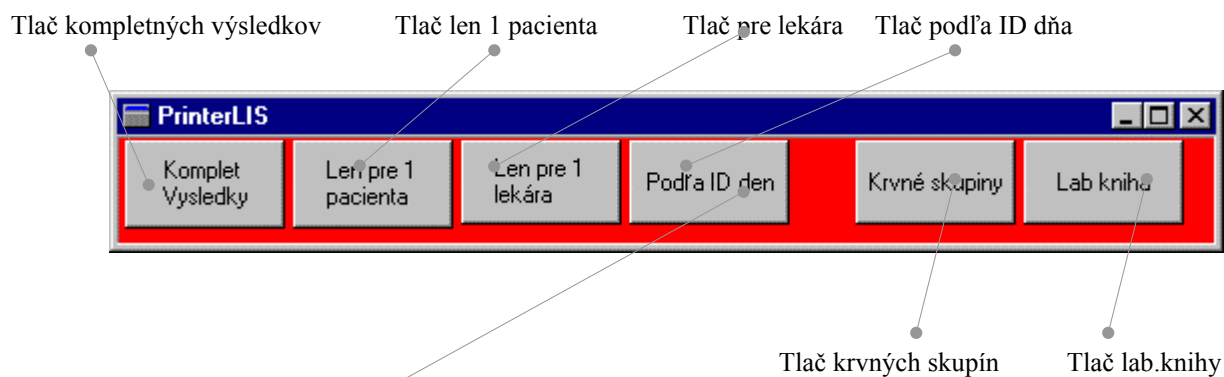 Tlač kompletných výsledkov Tlač len 1 pacienta Tlač pre lekára Tlač podľa ID dňa
PrinterLIS
Komplet
Vysledky
Len pre 1
pacienta
Len pre 1
lekára
Podľa ID den
Krvné skupiny
Lab kniha
Tlač krvných skupín Tlač lab.knihy